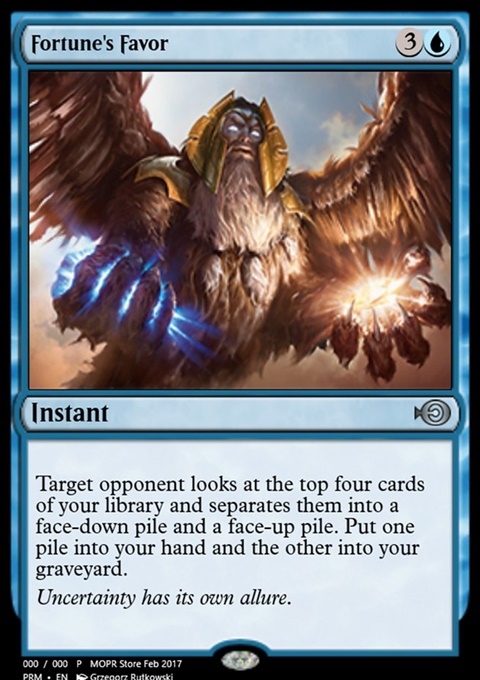 Fortune's Favor
3
Instant
Target opponent looks at the top four cards
of your library and separates them into a
face-down pile and a face-up pile. Put one
pile into your hand and the other into your
graveyard.
Uncertainty has its own allure.
000 / 000 P MOPR Store Feb 2017
PRM • EN Grzegorz Rutkowski